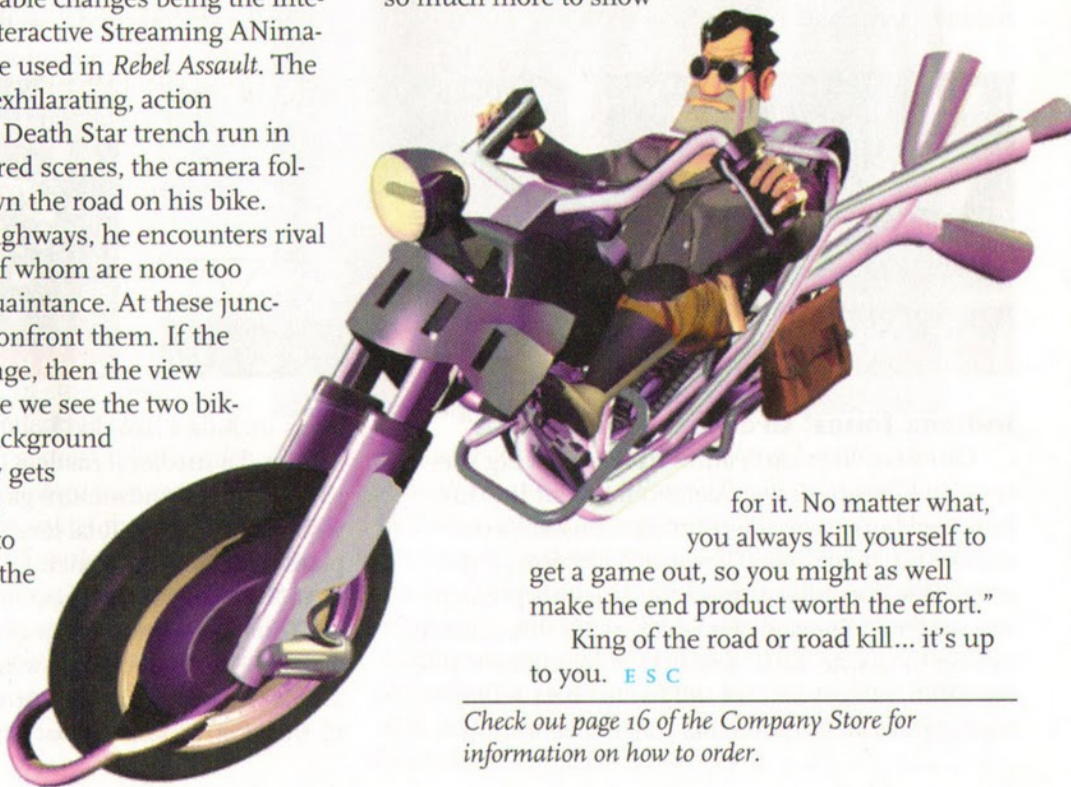 able changes being the inte-
teractive Streaming ANima-
e used in Rebel Assault. The
exhilarating, action
Death Star trench run in
red scenes, the camera fol-
wn the road on his bike.
ighways, he encounters rival
f whom are none too
uaintance. At these junc-
onfront them. If the
nge, then the view
e we see the two bik-
ckground
gets
to
the
so much more to show
for it. No matter what,
you always kill yourself to
get a game out, so you might as well
make the end product worth the effort."
King of the road or road kill... it's up
to you. ESC
Check out page 16 of the Company Store for
information on how to order.